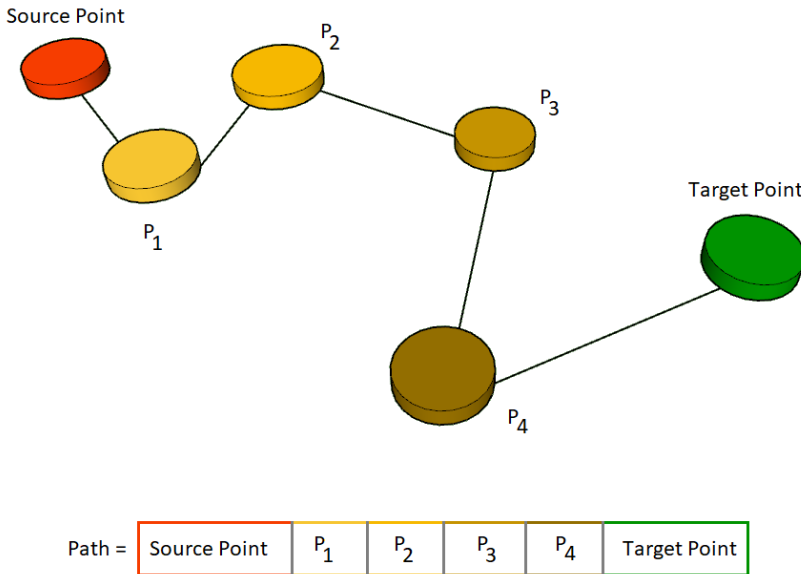 Source Point
P2
P3
Target Point
P1
P4
Path = Source Point P1 P2 P3 P4 Target Point